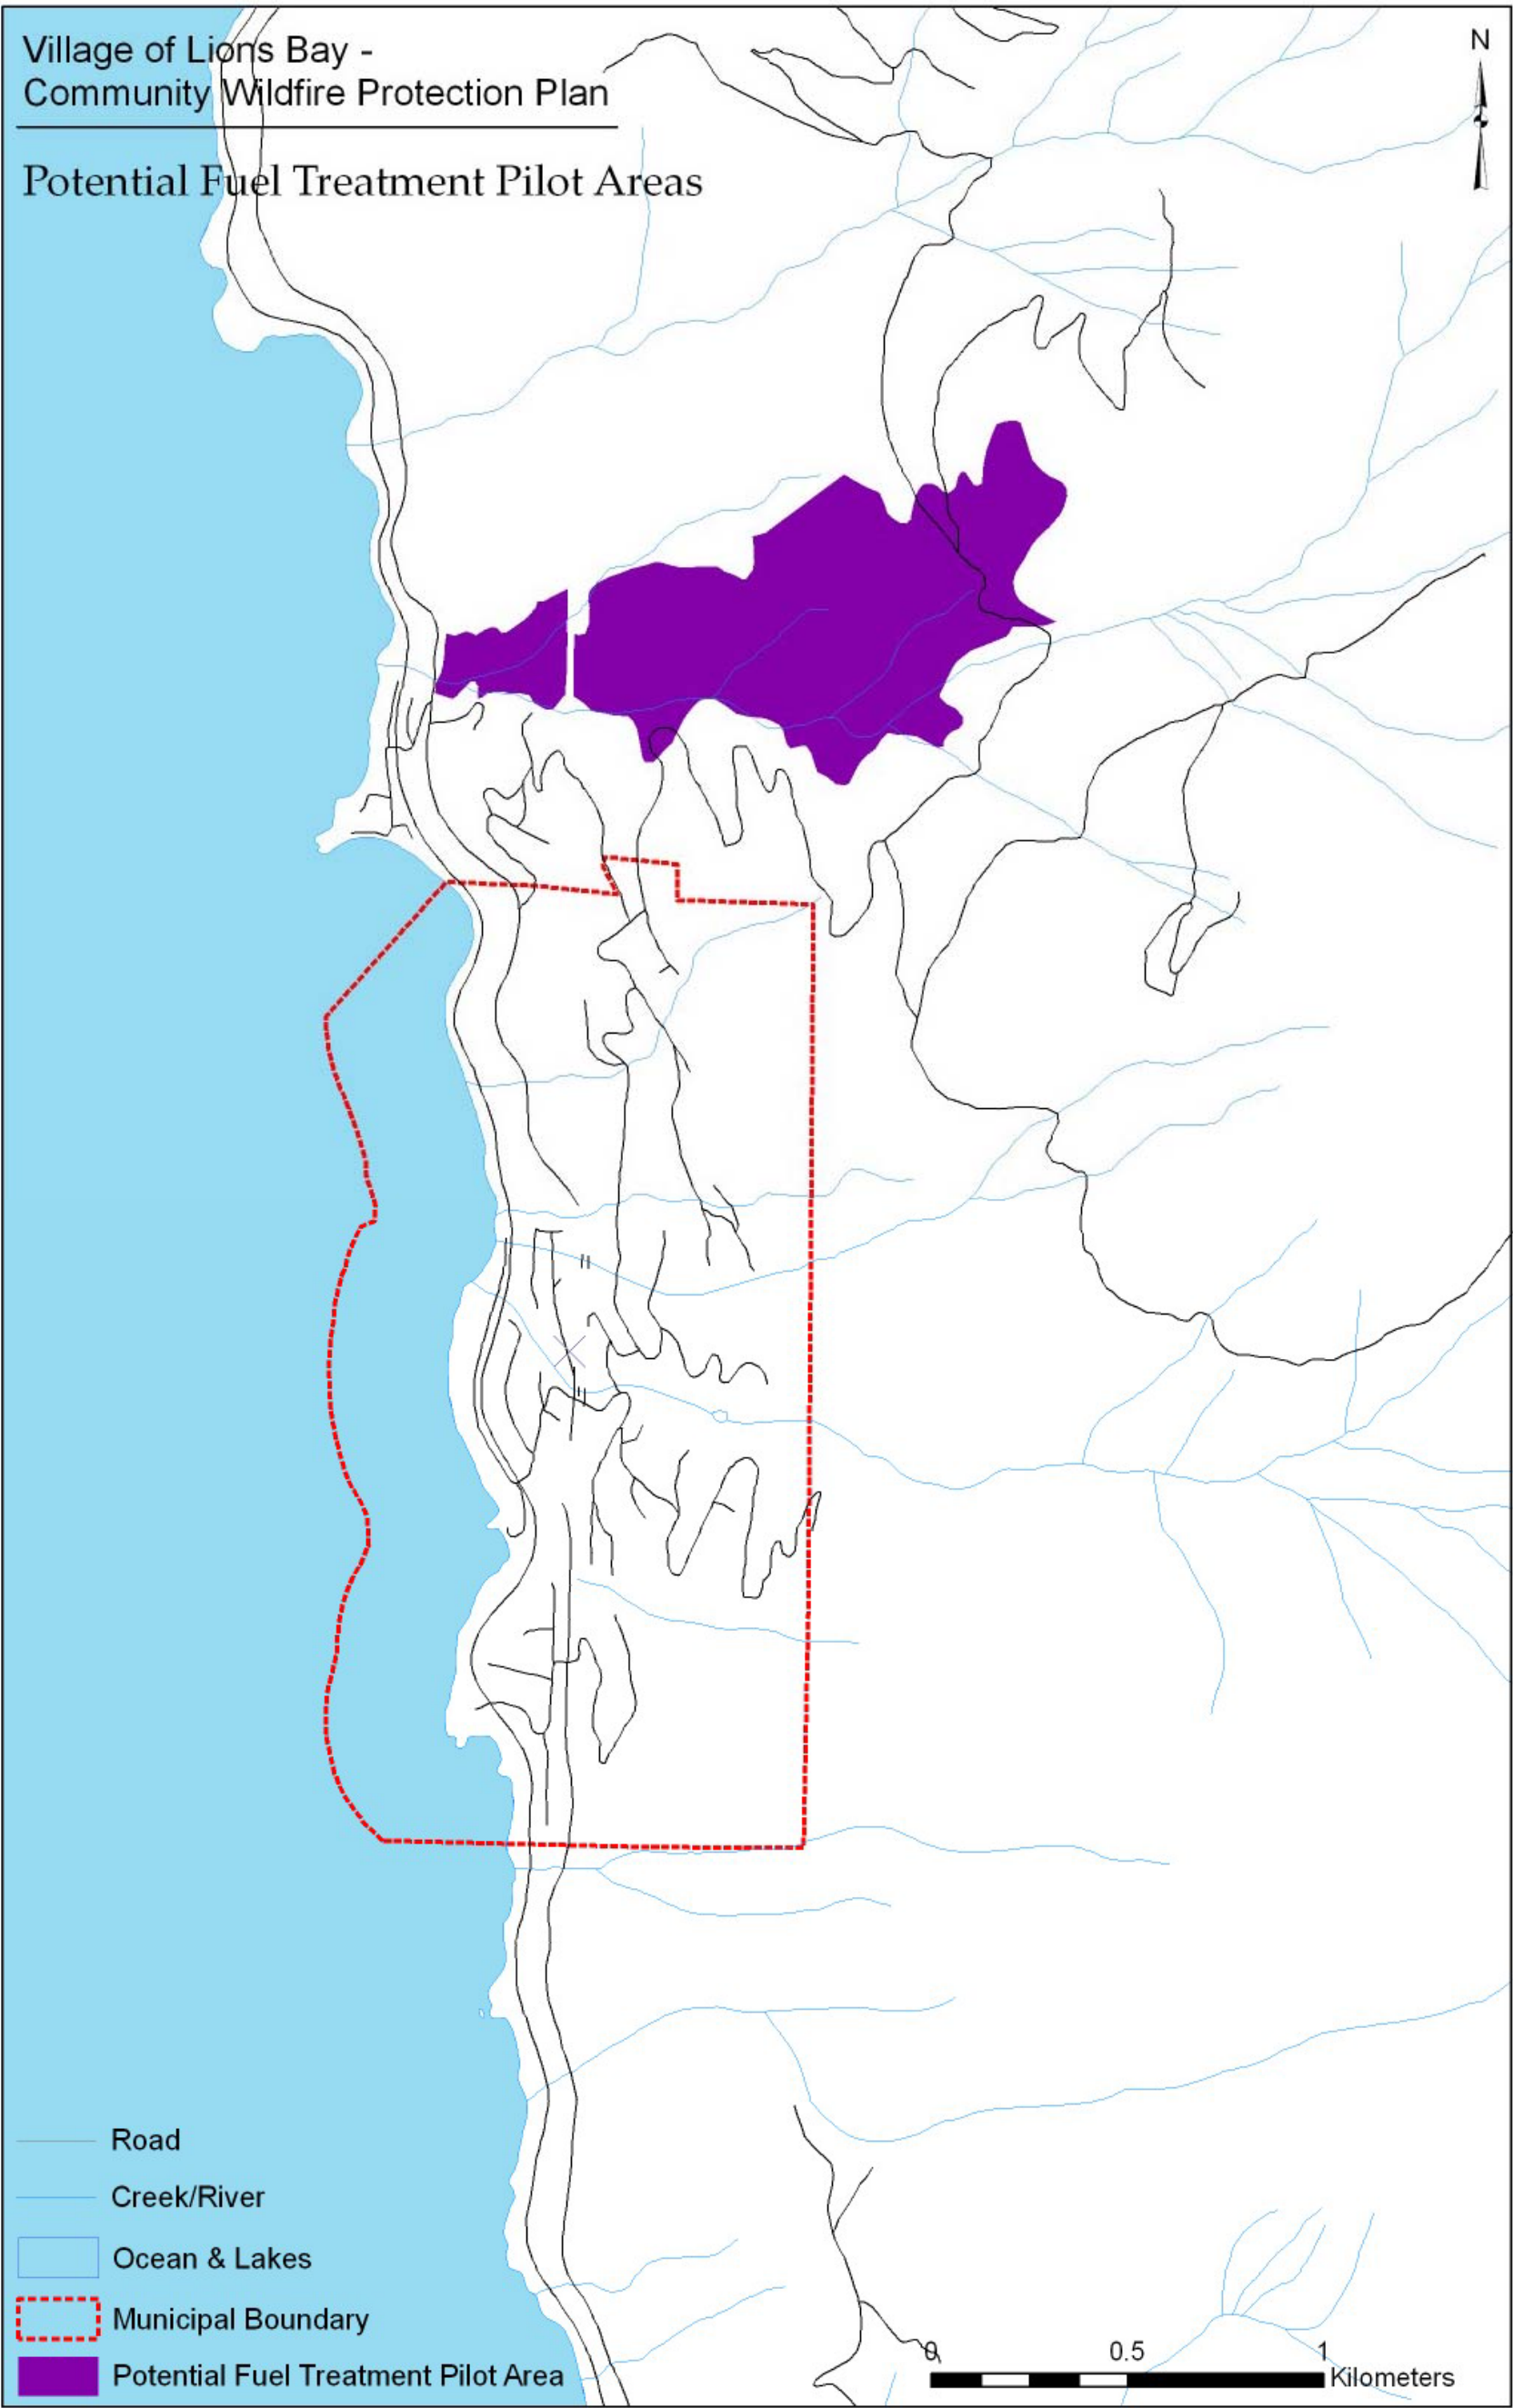 Village of Lions Bay -
Community Wildfire Protection Plan
Potential Fuel Treatment Pilot Areas
N
Road
Creek/River
Ocean & Lakes
Municipal Boundary
Potential Fuel Treatment Pilot Area
0 0.5 1
Kilometers